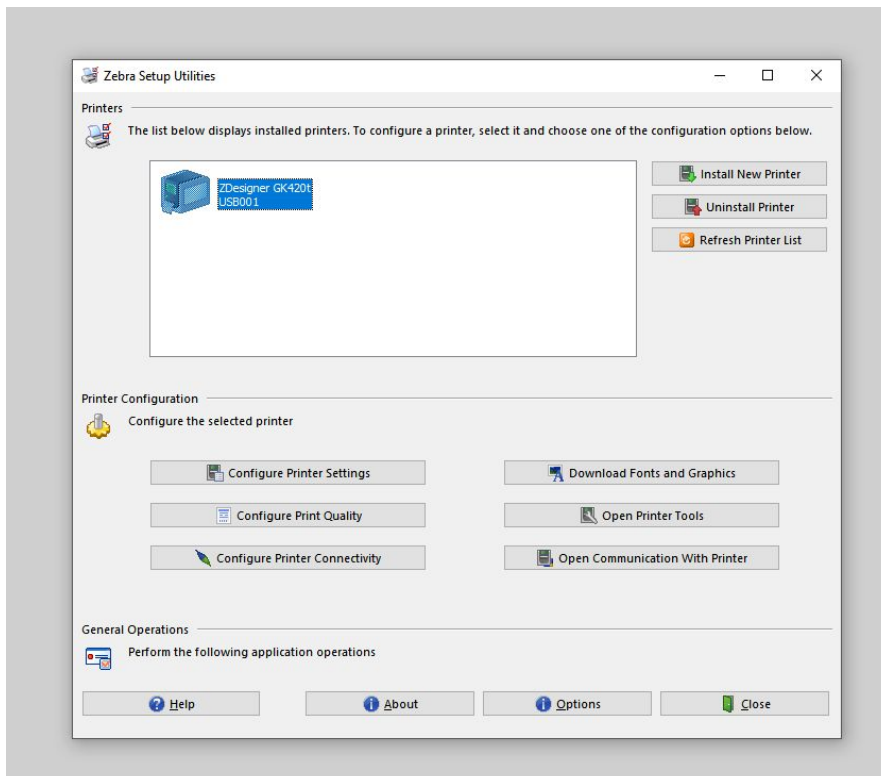 Zebra Setup Utilities
Printers
The list below displays installed printers. To configure a printer, select it and choose one of the configuration options below.
ZDesigner GK420t
USB001
Install New Printer
Uninstall Printer
Refresh Printer List
Printer Configuration
Configure the selected printer
Configure Printer Settings
Download Fonts and Graphics
Configure Print Quality
Open Printer Tools
Configure Printer Connectivity
Open Communication With Printer
General Operations
Perform the following application operations
Help
About
Options
Close